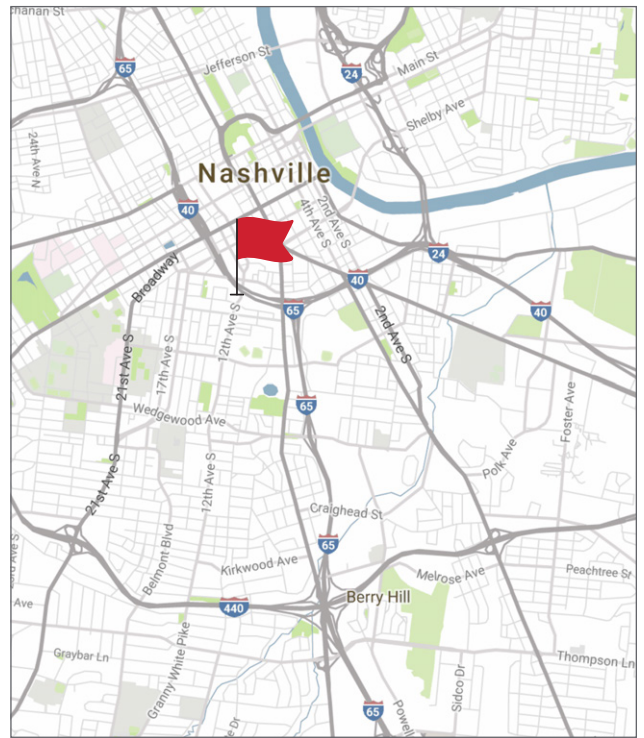 hanan St
65
Jefferson St
24
Main St
Shelby Ave
24th Ave N
Nashville
40
2nd Ave S
4th Ave S
24
Broadway
40
65
40
12th Ave S
2nd Ave S
21st Ave S
17th Ave S
65
Foster Ave
Wedgewood Ave
Polk Ave
12th Ave S
21st Ave S
Craighead St
65
Belmont Blvd
Kirkwood Ave
Melrose Ave
Peachtree St
Ave
440
Berry Hill
Graybar Ln
Granny White Pike
Thompson Ln
Sidco Dr
65
Powell
e Dr